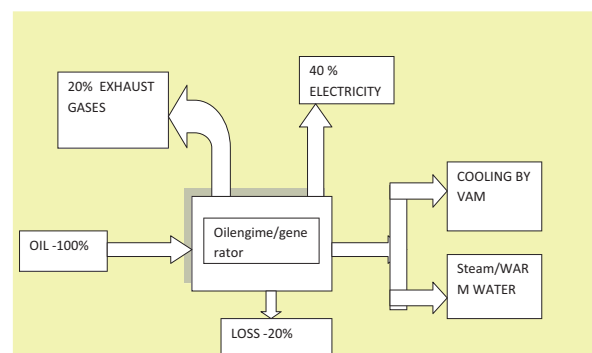 20% EXHAUST
GASES
40 %
ELECTRICITY
COOLING BY
VAM
Oilengime/gene
rator
OIL -100%
Steam/WAR
M WATER
LOSS -20%